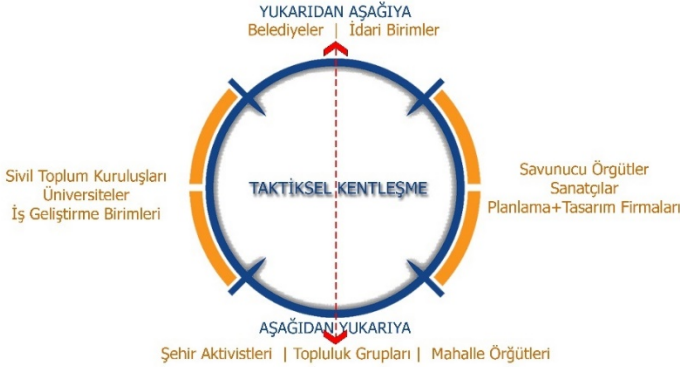 YUKARIDAN AŞAĞIYA
Belediyeler | İdari Birimler
Sivil Toplum Kuruluşları
Üniversiteler
İş Geliştirme Birimleri
TAKTİKSEL KENTLEŞME
Savunucu Örgütler
Sanatçılar
Planlama+Tasarım Firmaları
AŞAĞIDAN YUKARIYA
Şehir Aktivistleri | Topluluk Grupları | Mahalle Örğütleri